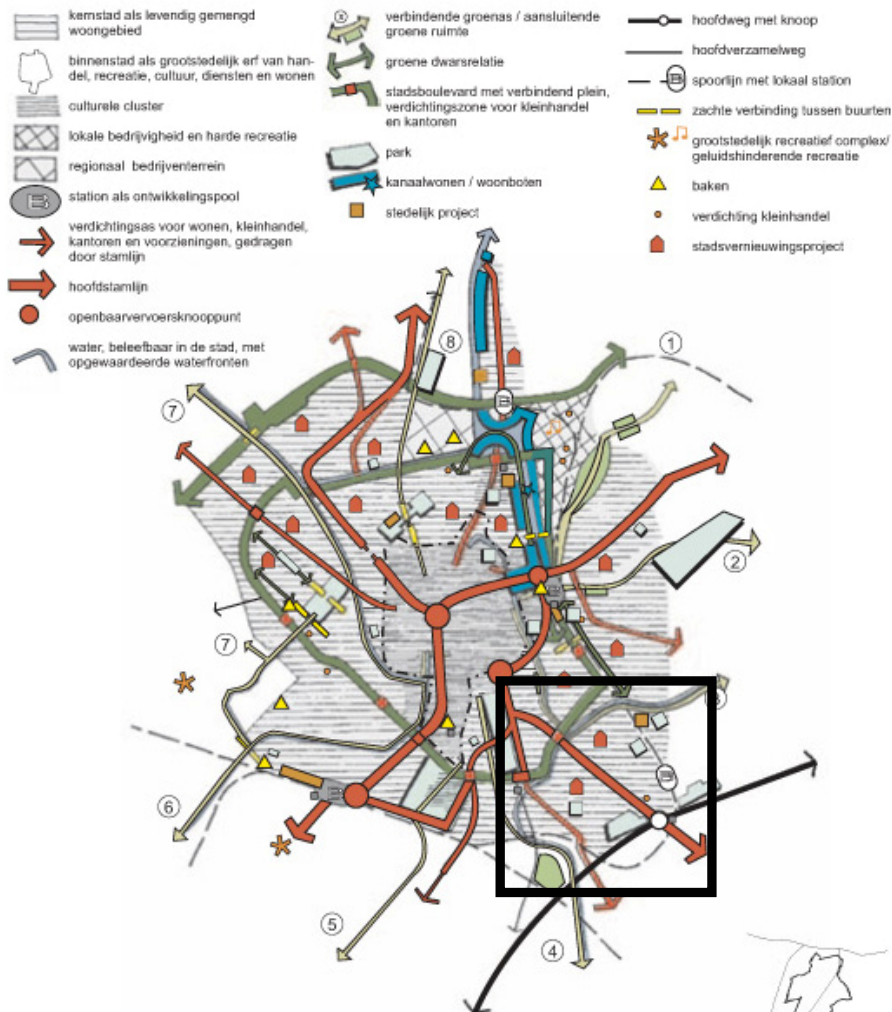 kernstad als levendig gemengd
woongebied
binnenstad als grootstedelijk erf van han-
del, recreatie, cultuur, diensten en wonen
culturele cluster
lokale bedrijvigheid en harde recreatie
regionaal bedrijventerrein
station als ontwikkelingspool
verdichtingsas voor wonen, kleinhandel,
kantoren en voorzieningen, gedragen
door stamlijn
hoofdstamlijn
openbaarvervoersknooppunt
water, beleefbaar in de stad, met
opgewaardeerde waterfronten
x
verbindende groenas / aansluitende
groene ruimte
groene dwarsrelatie
stadsboulevard met verbindend plein,
verdichtingszone voor kleinhandel
en kantoren
park
kanaalwonen / woonboten
stedelijk project
hoofdweg met knoop
hoofdverzamelweg
B
spoorlijn met lokaal station
zachte verbinding tussen buurten
grootstedelijk recreatief complex/
geluidshinderende recreatie
baken
verdichting kleinhandel
stadsvernieuwingsproject
8
1
7
B
2
7
B
6
5
4